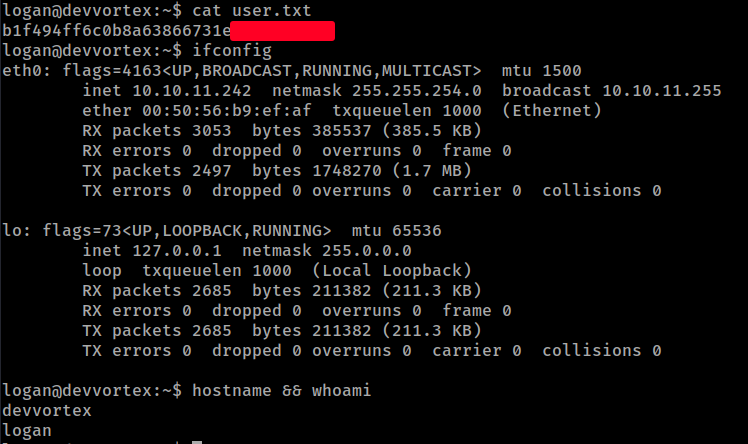 logan@devvortex:~$ cat user.txt
b1f494ff6c0b8a63866731e
logan@devvortex:~$ ifconfig
eth0: flags=4163<UP,BROADCAST,RUNNING,MULTICAST>  mtu 1500
        inet 10.10.11.242  netmask 255.255.254.0  broadcast 10.10.11.255
        ether 00:50:56:b9:ef:af  txqueuelen 1000  (Ethernet)
        RX packets 3053  bytes 385537 (385.5 KB)
        RX errors 0  dropped 0  overruns 0  frame 0
        TX packets 2497  bytes 1748270 (1.7 MB)
        TX errors 0  dropped 0 overruns 0  carrier 0  collisions 0

lo: flags=73<UP,LOOPBACK,RUNNING>  mtu 65536
        inet 127.0.0.1  netmask 255.0.0.0
        loop  txqueuelen 1000  (Local Loopback)
        RX packets 2685  bytes 211382 (211.3 KB)
        RX errors 0  dropped 0  overruns 0  frame 0
        TX packets 2685  bytes 211382 (211.3 KB)
        TX errors 0  dropped 0 overruns 0  carrier 0  collisions 0

logan@devvortex:~$ hostname && whoami
devvortex
logan